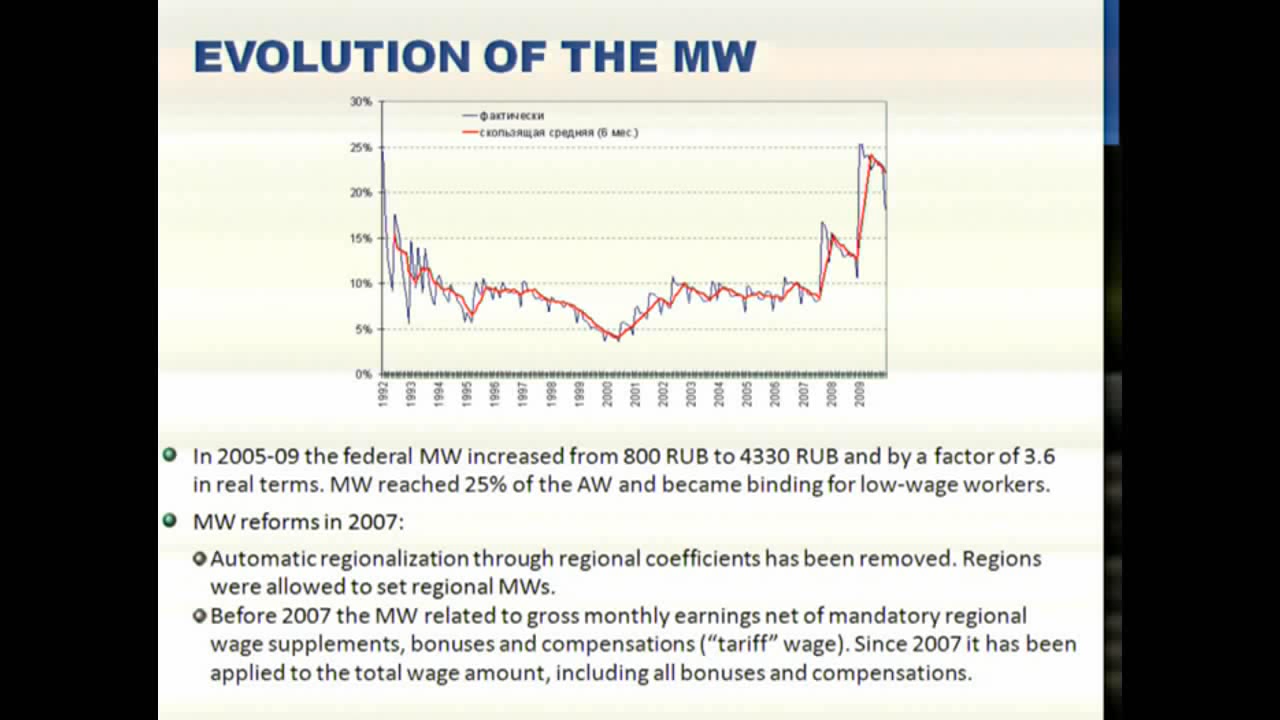 EVOLUTION OF THE MW
30%
фактически
скользящая средняя (6 мес.)
25%
20%
15%
10%
5%
0%
1992 1993 1994 1995 1996 1997 1998 1999 2000 2001 2002 2003 2004 2005 2006 2007 2008 2009
In 2005-09 the federal MW increased from 800 RUB to 4330 RUB and by a factor of 3.6
in real terms. MW reached 25% of the AW and became binding for low-wage workers.
MW reforms in 2007:
Automatic regionalization through regional coefficients has been removed. Regions
were allowed to set regional MWs.
Before 2007 the MW related to gross monthly earnings net of mandatory regional
wage supplements, bonuses and compensations (“tariff” wage). Since 2007 it has been
applied to the total wage amount, including all bonuses and compensations.